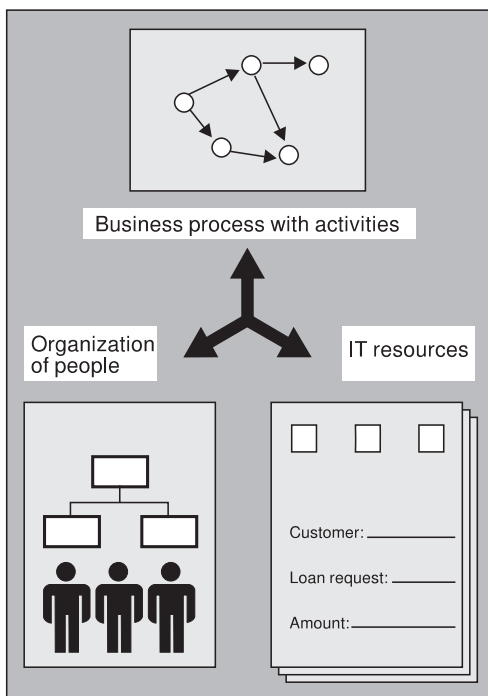 Business process with activities
Organization
of people
IT resources
Customer:
Loan request:
Amount: